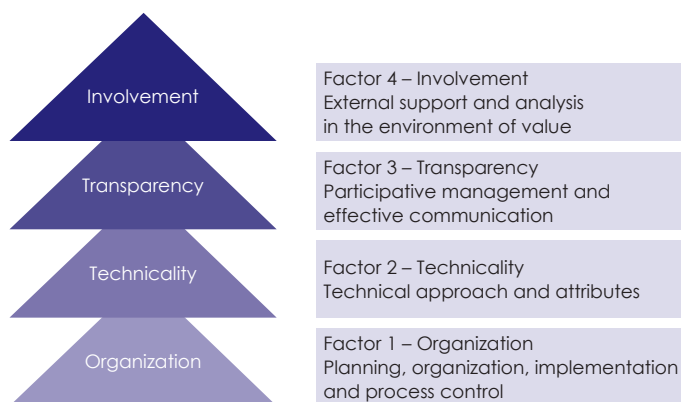 Involvement
Factor 4 – Involvement
External support and analysis
in the environment of value
Transparency
Factor 3 – Transparency
Participative management and
effective communication
Technicality
Factor 2 – Technicality
Technical approach and attributes
Organization
Factor 1 – Organization
Planning, organization, implementation
and process control